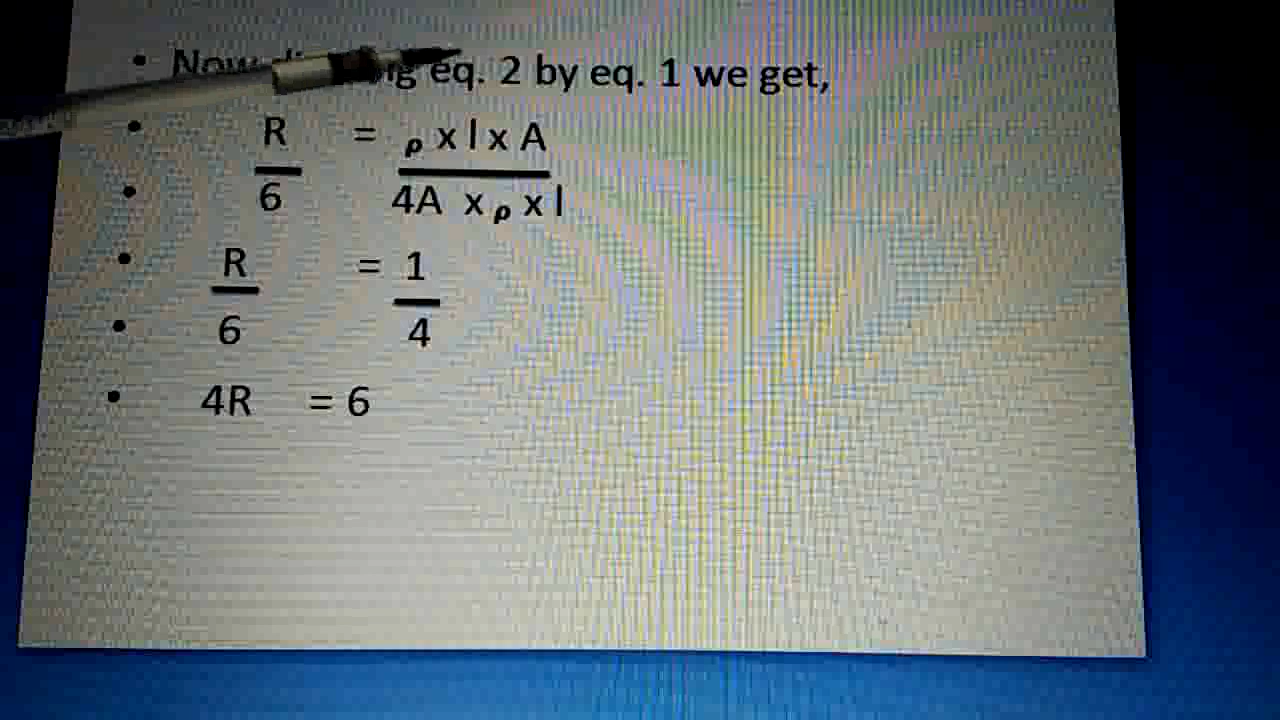 • Now eq. 2 by eq. 1 we get,
• R = ρ x l x A
• 6 4A x ρ x l
• R = 1
• 6 4
• 4R = 6